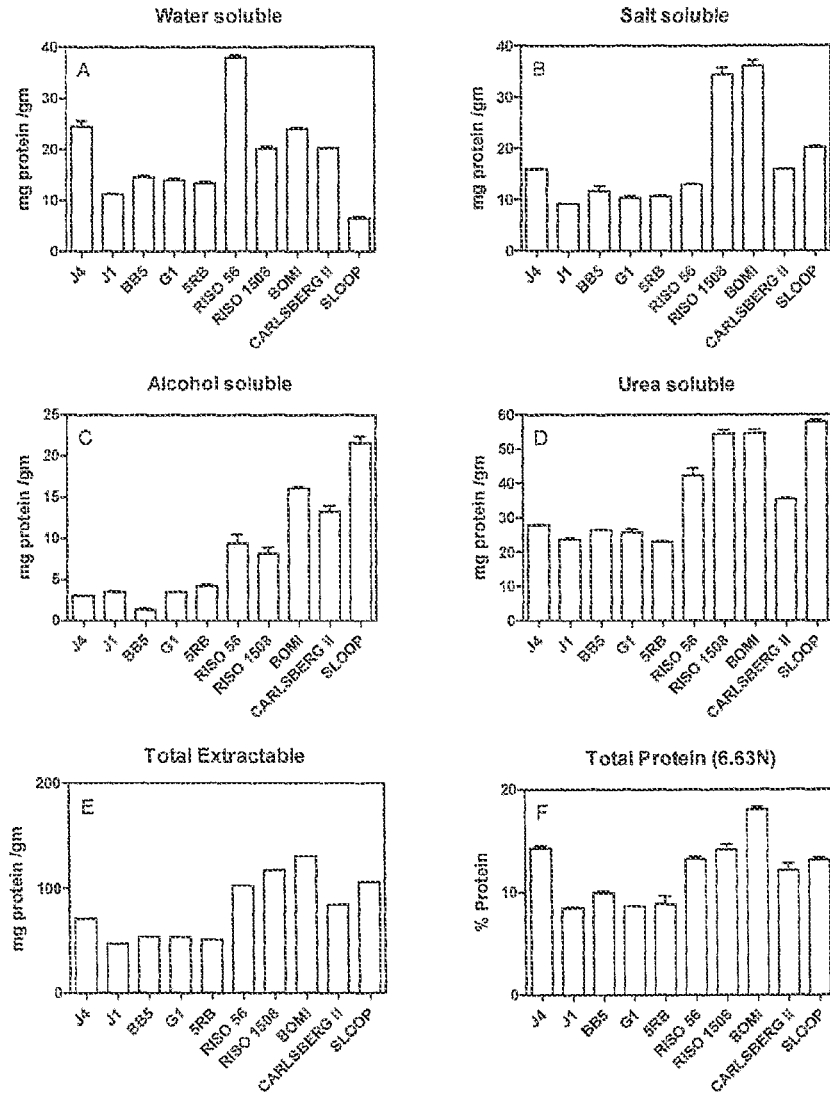 Water soluble
A
mg protein /gm
40
30
20
10
0
J4
J1
BB5
G1
5RB
RISO 56
RISO 1508
BOMI
CARLSBERG II
SLOOP
Salt soluble
B
mg protein /gm
40
30
20
10
0
J4
J1
BB5
G1
5RB
RISO 56
RISO 1508
BOMI
CARLSBERG II
SLOOP
Alcohol soluble
C
mg protein /gm
25
20
15
10
5
0
J4
J1
BB5
G1
5RB
RISO 56
RISO 1508
BOMI
CARLSBERG II
SLOOP
Urea soluble
D
mg protein /gm
60
50
40
30
20
10
0
J4
J1
BB5
G1
5RB
RISO 56
RISO 1508
BOMI
CARLSBERG II
SLOOP
Total Extractable
E
mg protein /gm
200
100
0
J4
J1
BB5
G1
5RB
RISO 56
RISO 1508
BOMI
CARLSBERG II
SLOOP
Total Protein (6.63N)
F
% Protein
20
10
0
J4
J1
BB5
G1
5RB
RISO 56
RISO 1508
BOMI
CARLSBERG II
SLOOP